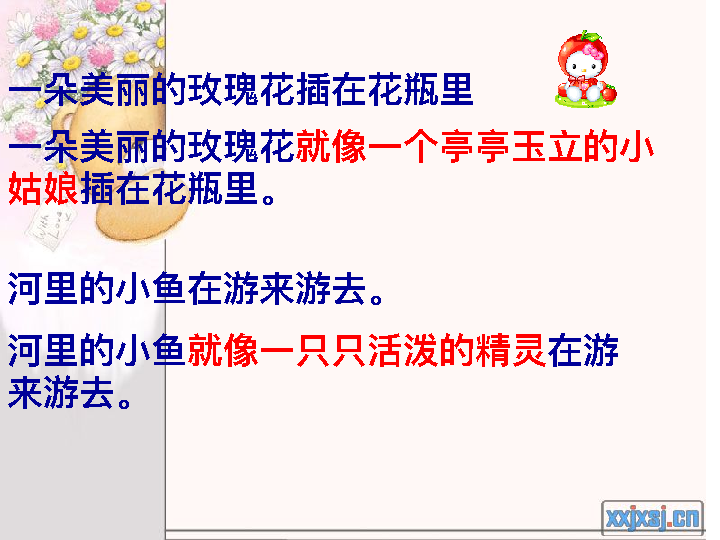 一朵美丽的玫瑰花插在花瓶里
一朵美丽的玫瑰花就像一个亭亭玉立的小
姑娘插在花瓶里。
With
Love
河里的小鱼在游来游去。
河里的小鱼就像一只只活泼的精灵在游
来游去。
xxjxsj.cn